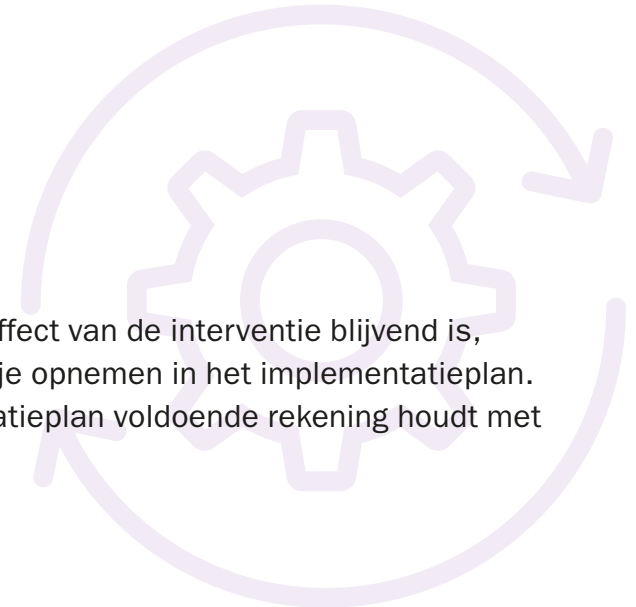 ffect van de interventie blijvend is,
je opnemen in het implementatieplan.
atieplan voldoende rekening houdt met